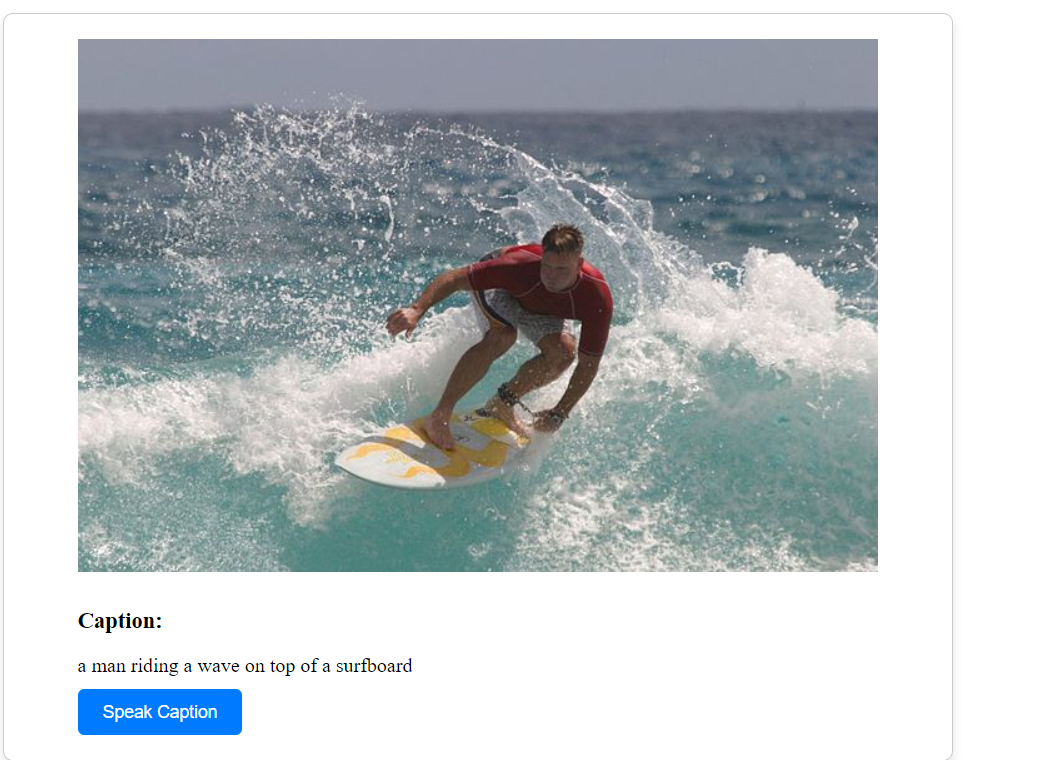 Caption:
a man riding a wave on top of a surfboard
Speak Caption